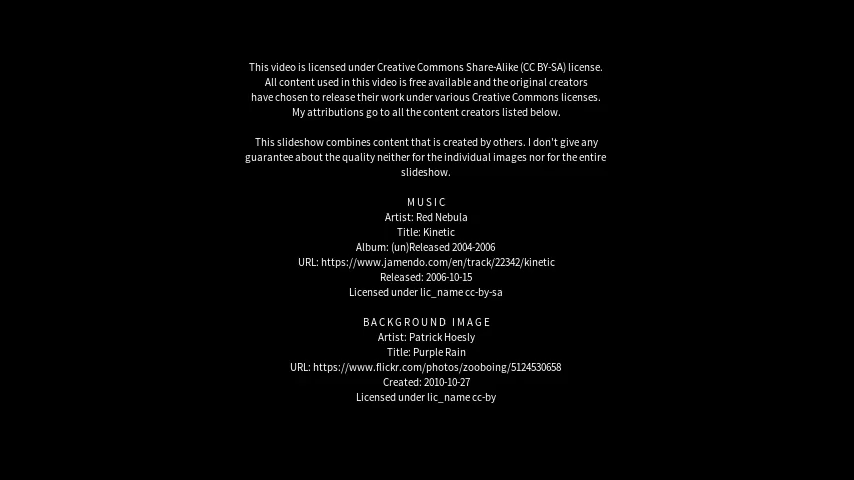 This video is licensed under Creative Commons Share-Alike (CC BY-SA) license.
All content used in this video is free available and the original creators
have chosen to release their work under various Creative Commons licenses.
My attributions go to all the content creators listed below.
This slideshow combines content that is created by others. I don't give any
guarantee about the quality neither for the individual images nor for the entire
slideshow.
MUSIC
Artist: Red Nebula
Title: Kinetic
Album: (un)Released 2004-2006
URL: https://www.jamendo.com/en/track/22342/kinetic
Released: 2006-10-15
Licensed under lic_name cc-by-sa
BACKGROUND IMAGE
Artist: Patrick Hoesly
Title: Purple Rain
URL: https://www.flickr.com/photos/zooboing/5124530658
Created: 2010-10-27
Licensed under lic_name cc-by